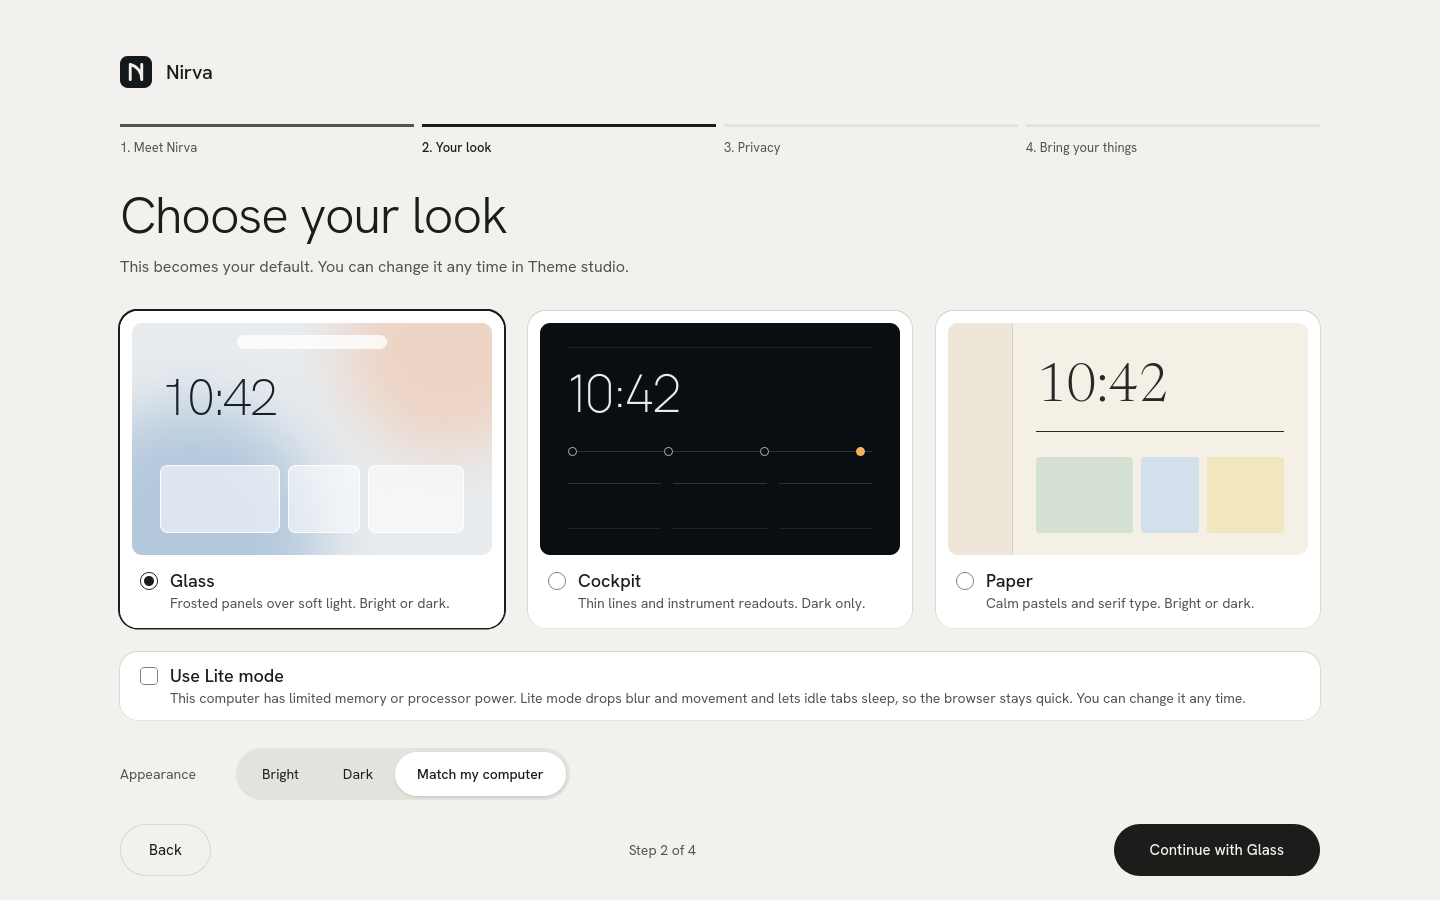 Nirva
1. Meet Nirva
2. Your look
3. Privacy
4. Bring your things
Choose your look
This becomes your default. You can change it any time in Theme studio.
10:42
10:42
10:42
Glass
Frosted panels over soft light. Bright or dark.
Cockpit
Thin lines and instrument readouts. Dark only.
Paper
Calm pastels and serif type. Bright or dark.
Use Lite mode
This computer has limited memory or processor power. Lite mode drops blur and movement and lets idle tabs sleep, so the browser stays quick. You can change it any time.
Appearance
Bright
Dark
Match my computer
Back
Step 2 of 4
Continue with Glass